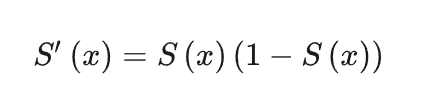 S′ (x) = S (x) (1 − S (x))